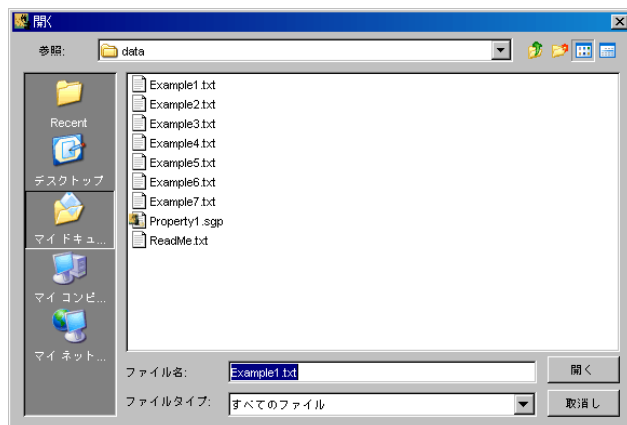 開く
参照: data
Recent
デスクトップ
マイ ドキュ...
マイ コンピ...
マイ ネット...
Example1.txt
Example2.txt
Example3.txt
Example4.txt
Example5.txt
Example6.txt
Example7.txt
Property1.sgp
ReadMe.txt
ファイル名: Example1.txt 開く
ファイルタイプ: すべてのファイル 取消し